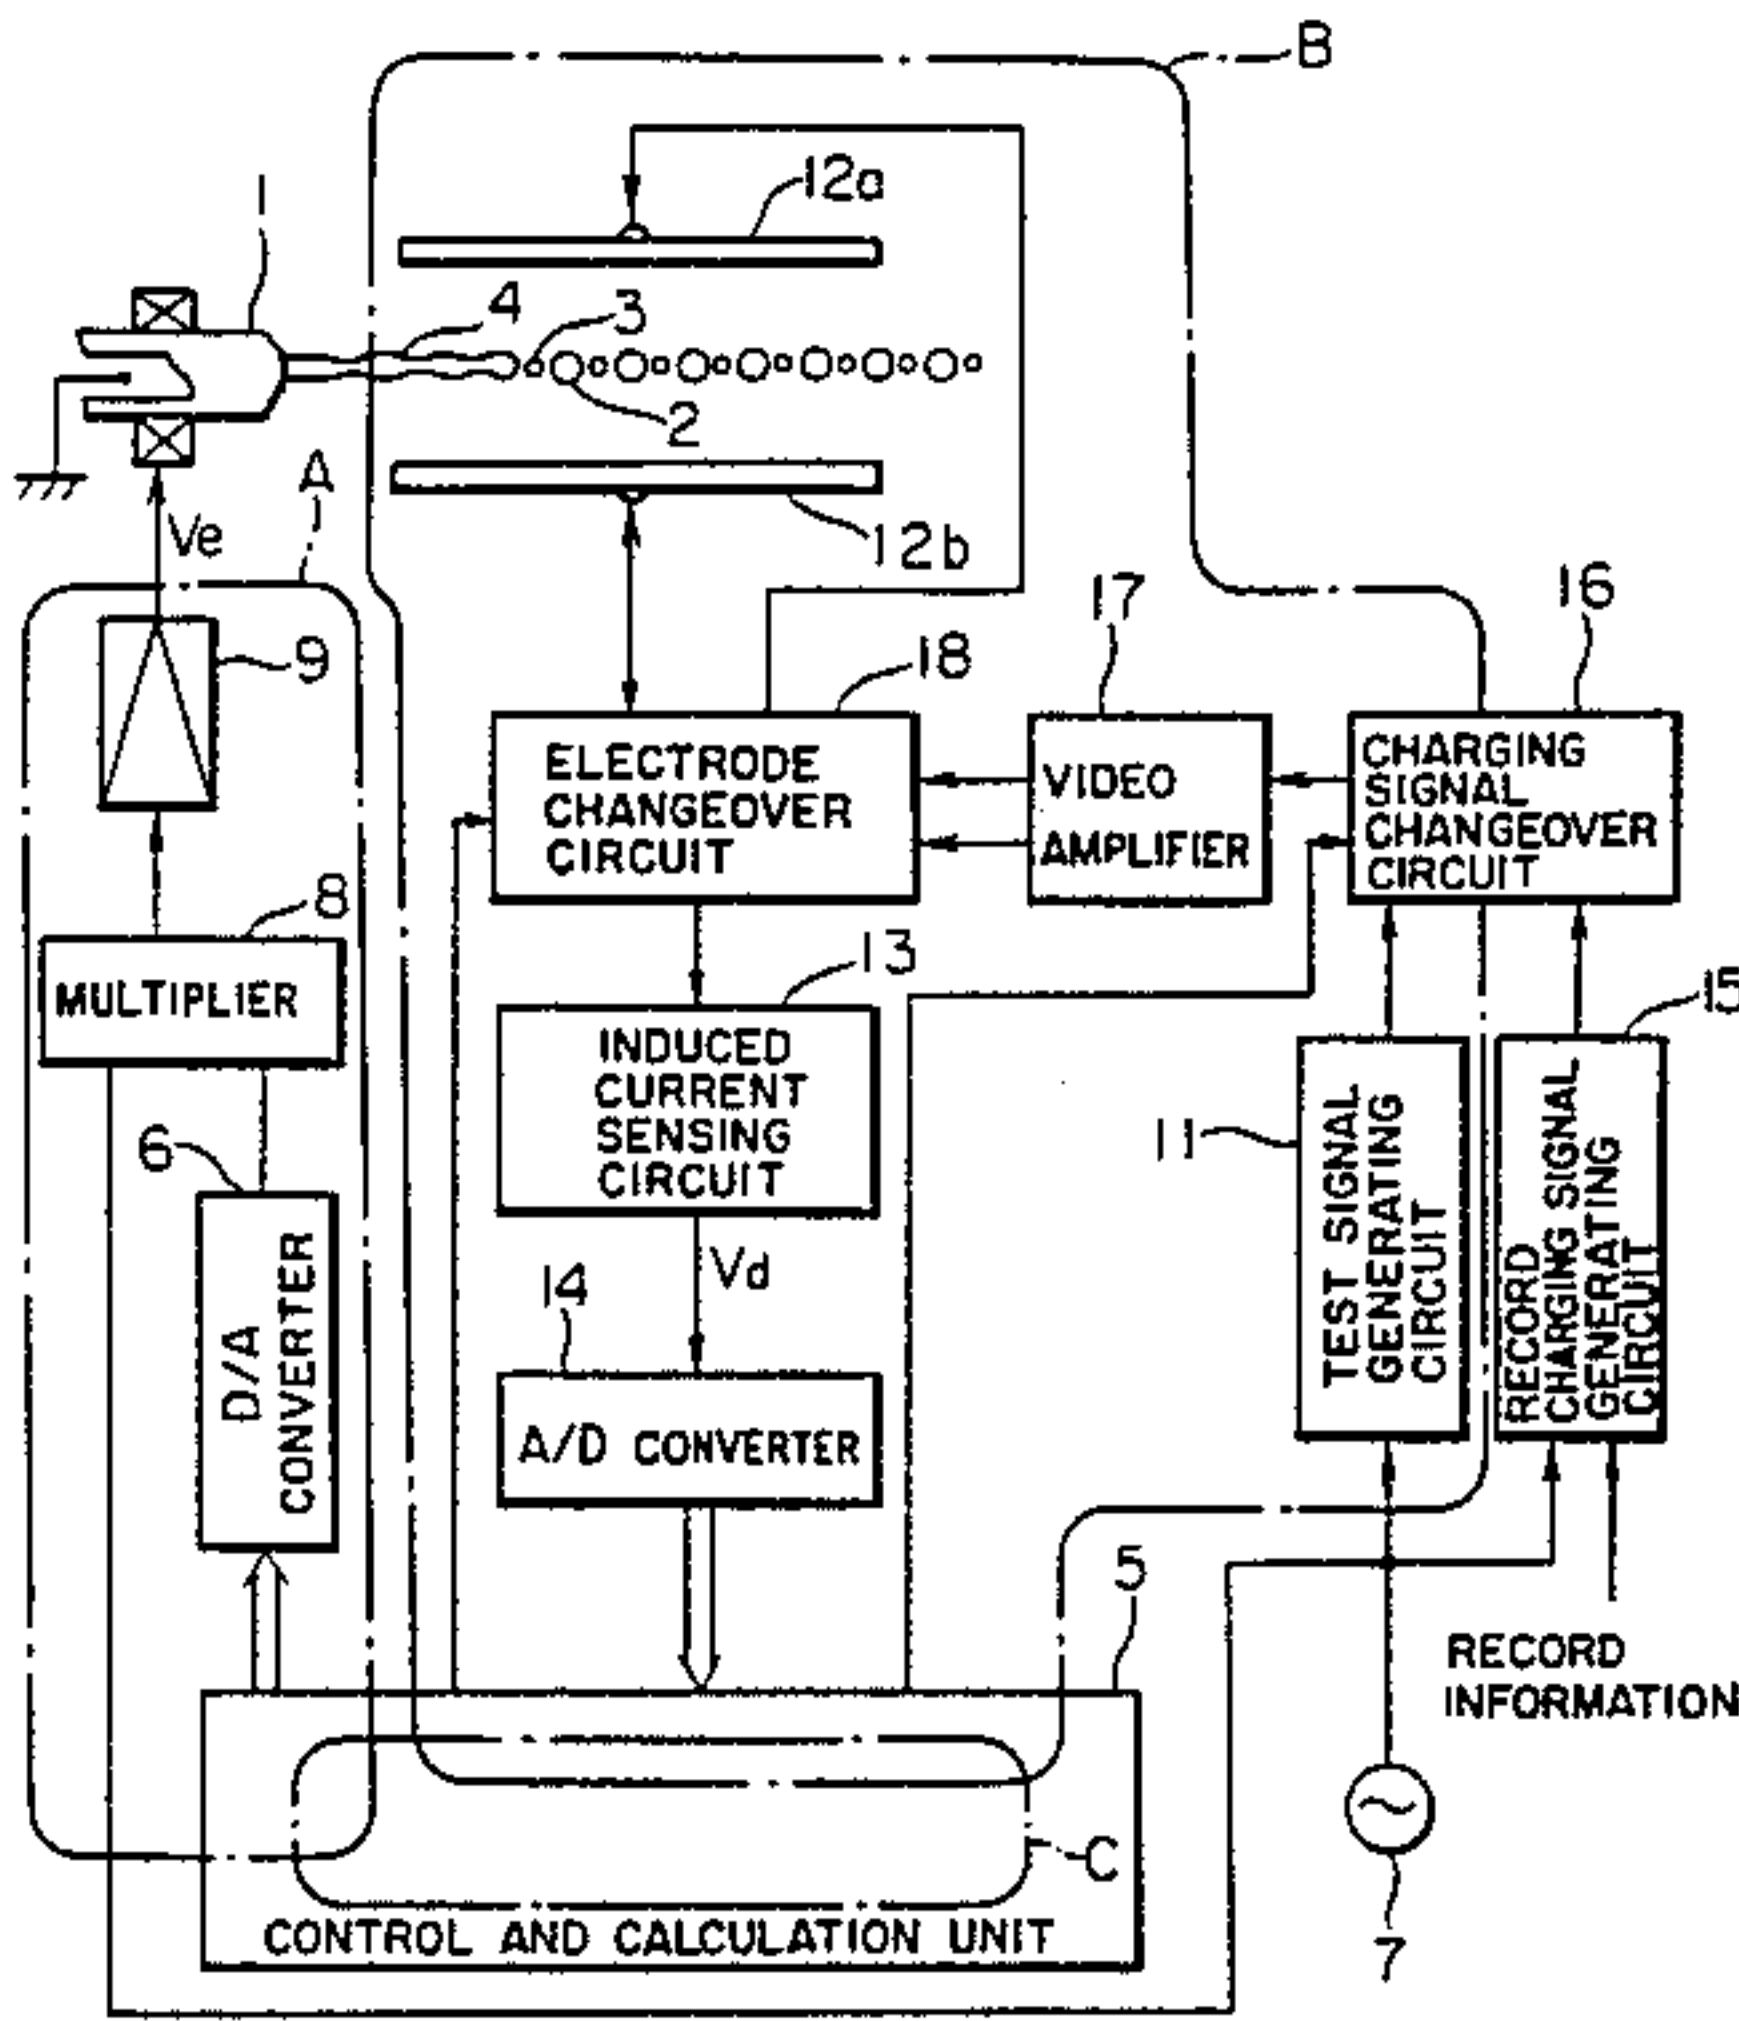 B
12a
1
4
3
2
A
Ve
12b
17
16
9
18
ELECTRODE
CHANGEOVER
CIRCUIT
VIDEO
AMPLIFIER
CHARGING
SIGNAL
CHANGEOVER
CIRCUIT
8
13
MULTIPLIER
15
INDUCED
CURRENT
SENSING
CIRCUIT
6
11
TEST SIGNAL
GENERATING
CIRCUIT
RECORD
CHARGING SIGNAL
GENERATING
CIRCUIT
Vd
14
D/A
CONVERTER
A/D CONVERTER
5
RECORD
INFORMATION
C
CONTROL AND CALCULATION UNIT
7